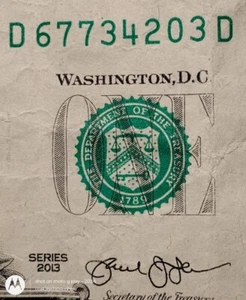 D 67734203 D
WASHINGTON, D.C
ONE
THE DEPARTMENT OF THE TREASURY
1789
SERIES
2013
Secretary of the Treasury